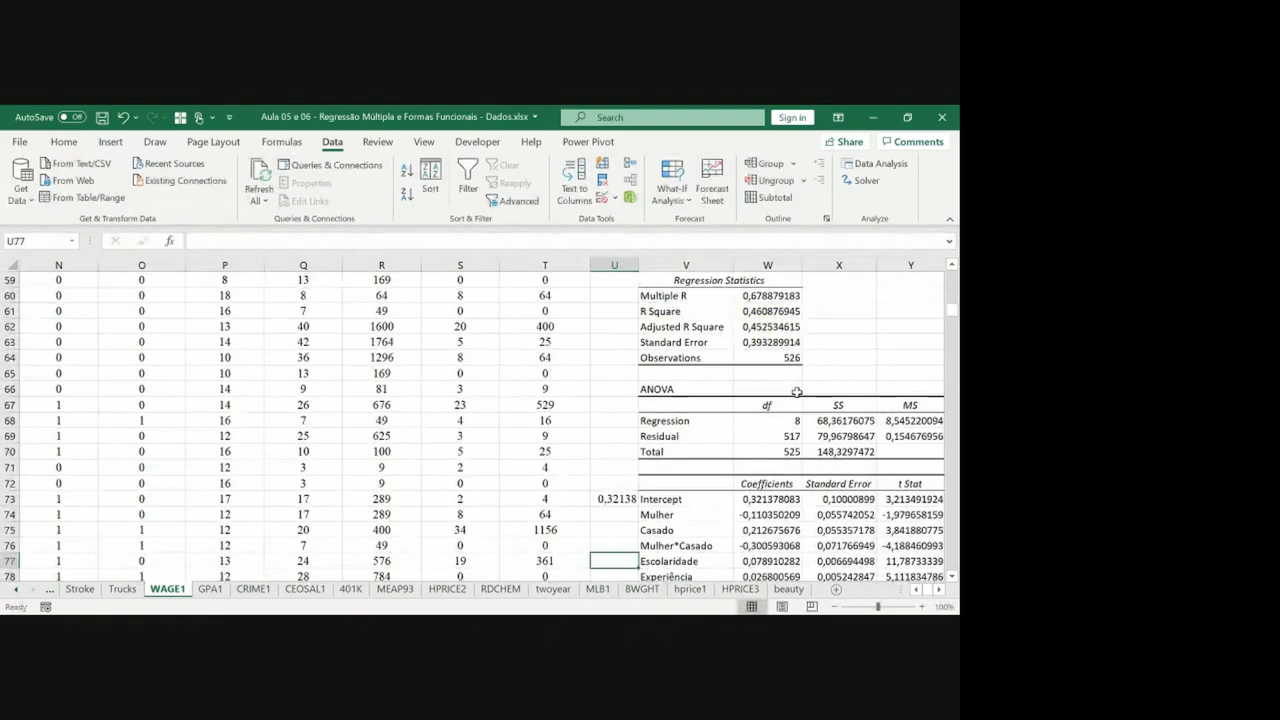 AutoSave Off Aula 05 e 06 - Regressão Múltipla e Formas Funcionais - Dados.xlsx Search Sign in
File Home Insert Draw Page Layout Formulas Data Review View Developer Help Power Pivot Share Comments
Get Data From Text/CSV Recent Sources Refresh All Queries & Connections Sort Filter Clear Text to Columns What-If Analysis Forecast Sheet Group Data Analysis
From Web Existing Connections Properties Reapply Ungroup Solver
From Table/Range Edit Links Advanced Subtotal
Get & Transform Data Queries & Connections Sort & Filter Data Tools Forecast Outline Analyze
U77 fx
N O P Q R S T U V W X Y
59 0 0 8 13 169 0 0 Regression Statistics
60 0 0 18 8 64 8 64 Multiple R 0,678879183
61 0 0 16 7 49 0 0 R Square 0,460876945
62 0 0 13 40 1600 20 400 Adjusted R Square 0,452534615
63 0 0 14 42 1764 5 25 Standard Error 0,393289914
64 0 0 10 36 1296 8 64 Observations 526
65 0 0 10 13 169 0 0
66 0 0 14 9 81 3 9 ANOVA
67 1 0 14 26 676 23 529 df SS MS
68 1 1 16 7 49 4 16 Regression 8 68,36176075 8,545220094
69 1 0 12 25 625 3 9 Residual 517 79,96798647 0,154676956
70 1 0 16 10 100 5 25 Total 525 148,3297472
71 0 0 12 3 9 2 4
72 0 0 16 3 9 0 0 Coefficients Standard Error t Stat
73 1 0 17 17 289 2 4 0,32138 Intercept 0,321378083 0,10000899 3,213491924
74 1 0 12 17 289 8 64 Mulher -0,110350209 0,055742052 -1,979658159
75 1 1 12 20 400 34 1156 Casado 0,212675676 0,055357178 3,841880775
76 1 1 12 7 49 0 0 Mulher*Casado -0,300593068 0,071766949 -4,188460993
77 1 0 13 24 576 19 361 Escolaridade 0,078910282 0,006694498 11,78733339
78 1 1 12 28 784 0 0 Experiência 0,026800569 0,005242847 5,111834786
... Stroke Trucks WAGE1 GPA1 CRIME1 CEOSAL1 401K MEAP93 HPRICE2 RDCHEM twoyear MLB1 BWGHT hprice1 HPRICE3 beauty
Ready 100%